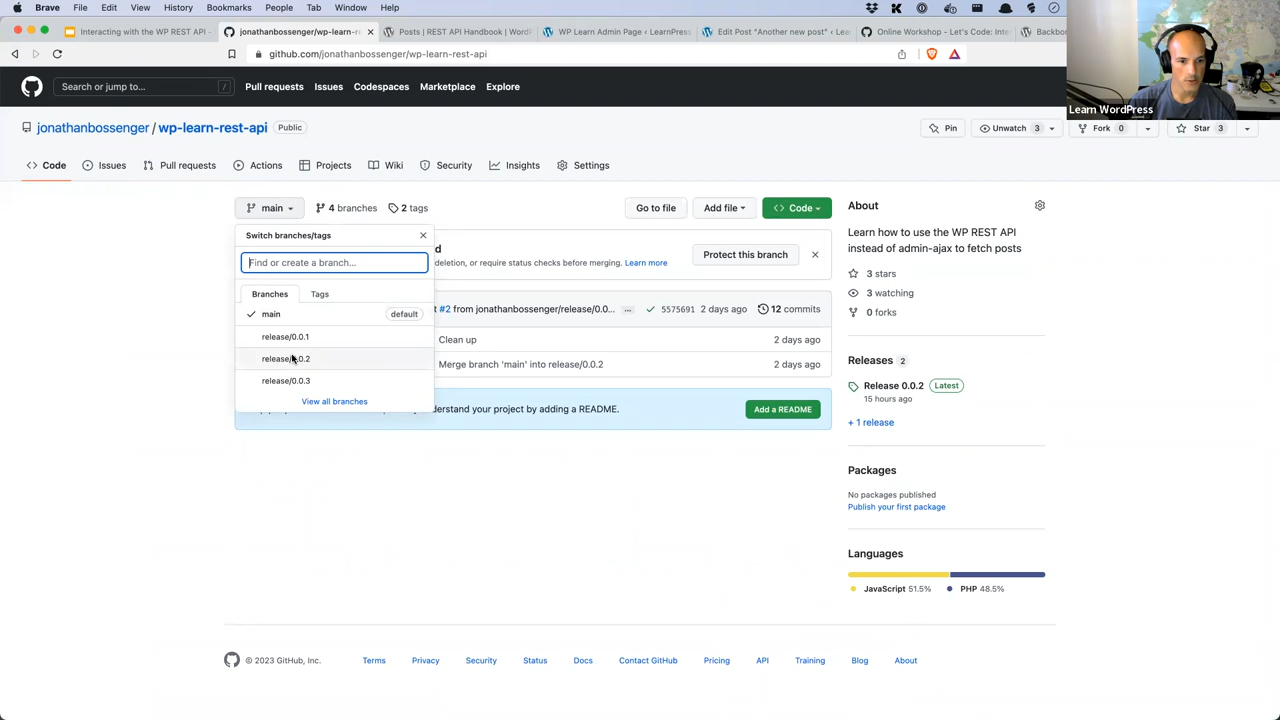 Brave File Edit View History Bookmarks People Tab Window Help
Interacting with the WP REST API -
jonathanbossenger/wp-learn-re
Posts | REST API Handbook | Word
WP Learn Admin Page ‹ LearnPress
Edit Post "Another new post" ‹ Lea
Online Workshop - Let's Code: Inte
github.com/jonathanbossenger/wp-learn-rest-api
Learn WordPress
Search or jump to... /
Pull requests Issues Codespaces Marketplace Explore
jonathanbossenger / wp-learn-rest-api Public
Pin Unwatch 3 Fork 0 Star 3
Code Issues Pull requests Actions Projects Wiki Security Insights Settings
main 4 branches 2 tags Go to file Add file Code
Switch branches/tags
Find or create a branch...
Branches Tags
main default
release/0.0.1
release/0.0.2
release/0.0.3
View all branches
deletion, or require status checks before merging. Learn more
Protect this branch
#2 from jonathanbossenger/release/0.0... ... 5575691 2 days ago 12 commits
Clean up 2 days ago
Merge branch 'main' into release/0.0.2 2 days ago
understand your project by adding a README. Add a README
About
Learn how to use the WP REST API
instead of admin-ajax to fetch posts
3 stars
3 watching
0 forks
Releases 2
Release 0.0.2 Latest
15 hours ago
+ 1 release
Packages
No packages published
Publish your first package
Languages
JavaScript 51.5% PHP 48.5%
© 2023 GitHub, Inc. Terms Privacy Security Status Docs Contact GitHub Pricing API Training Blog About